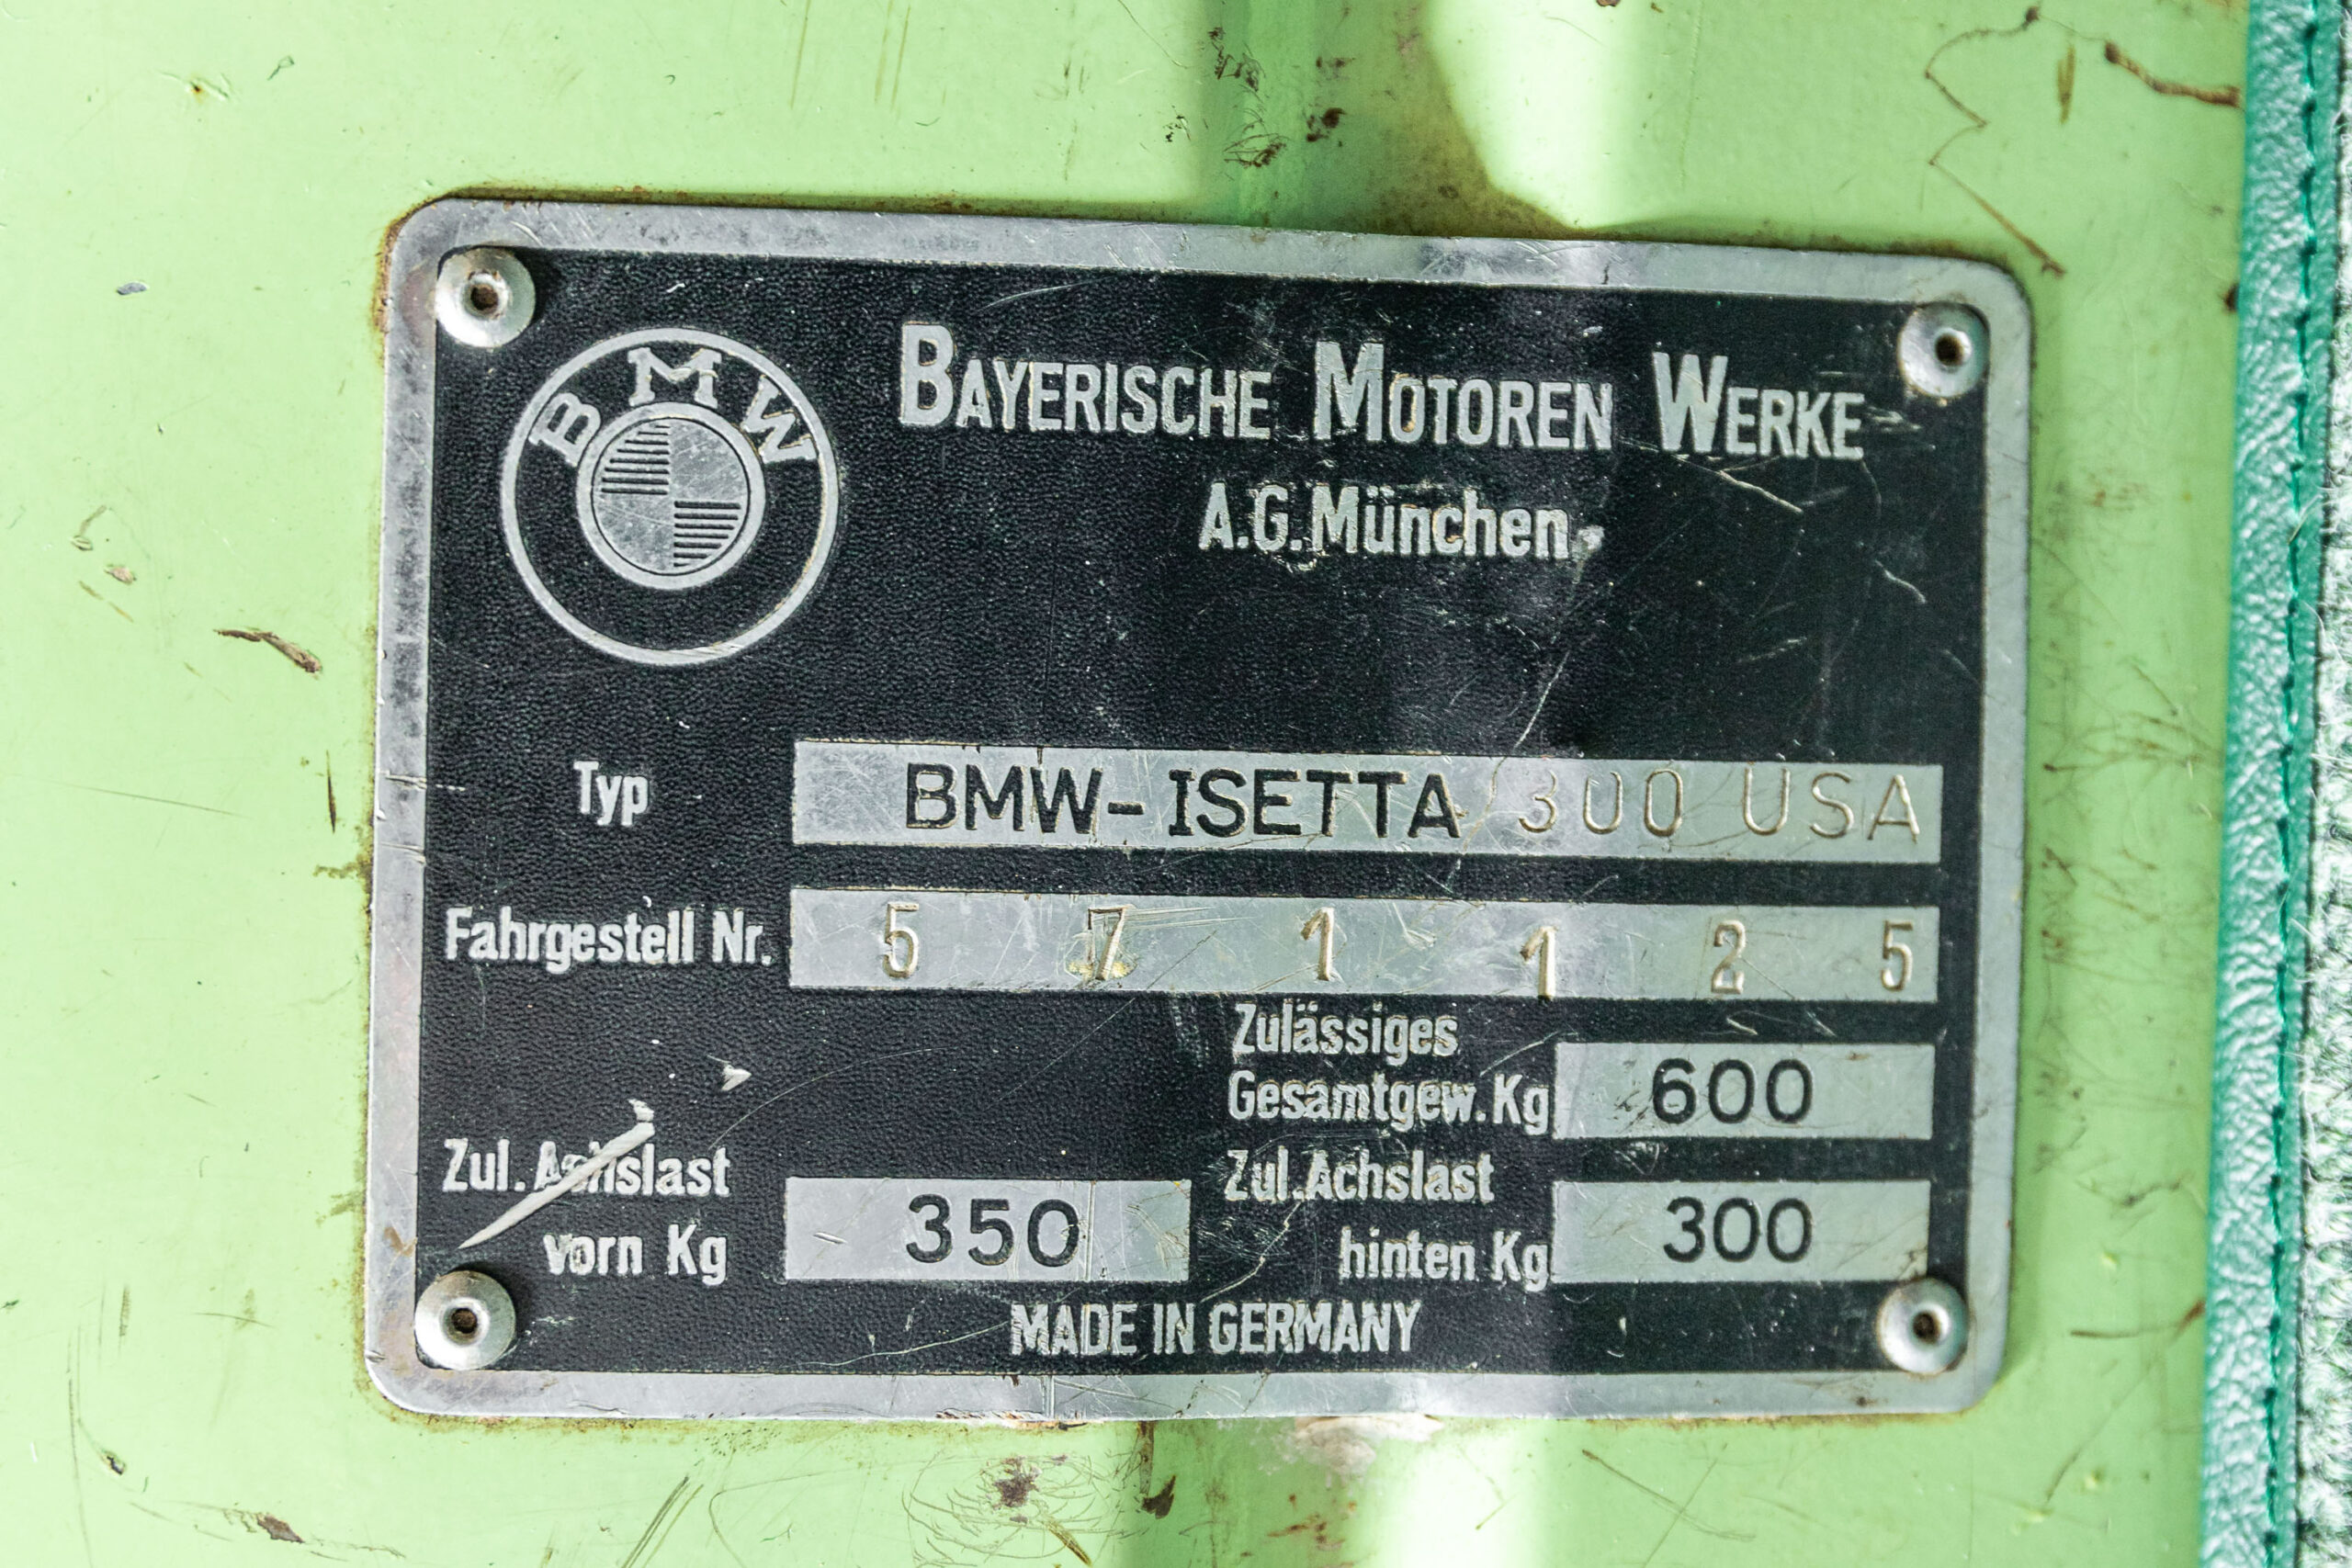 BMW
BAYERISCHE MOTOREN WERKE
A.G. München
Typ BMW-ISETTA 300 USA
Fahrgestell Nr. 5 7 1 1 2 5
Zulässiges
Gesamtgew. Kg 600
Zul. Achslast
vorn Kg 350
Zul. Achslast
hinten Kg 300
MADE IN GERMANY